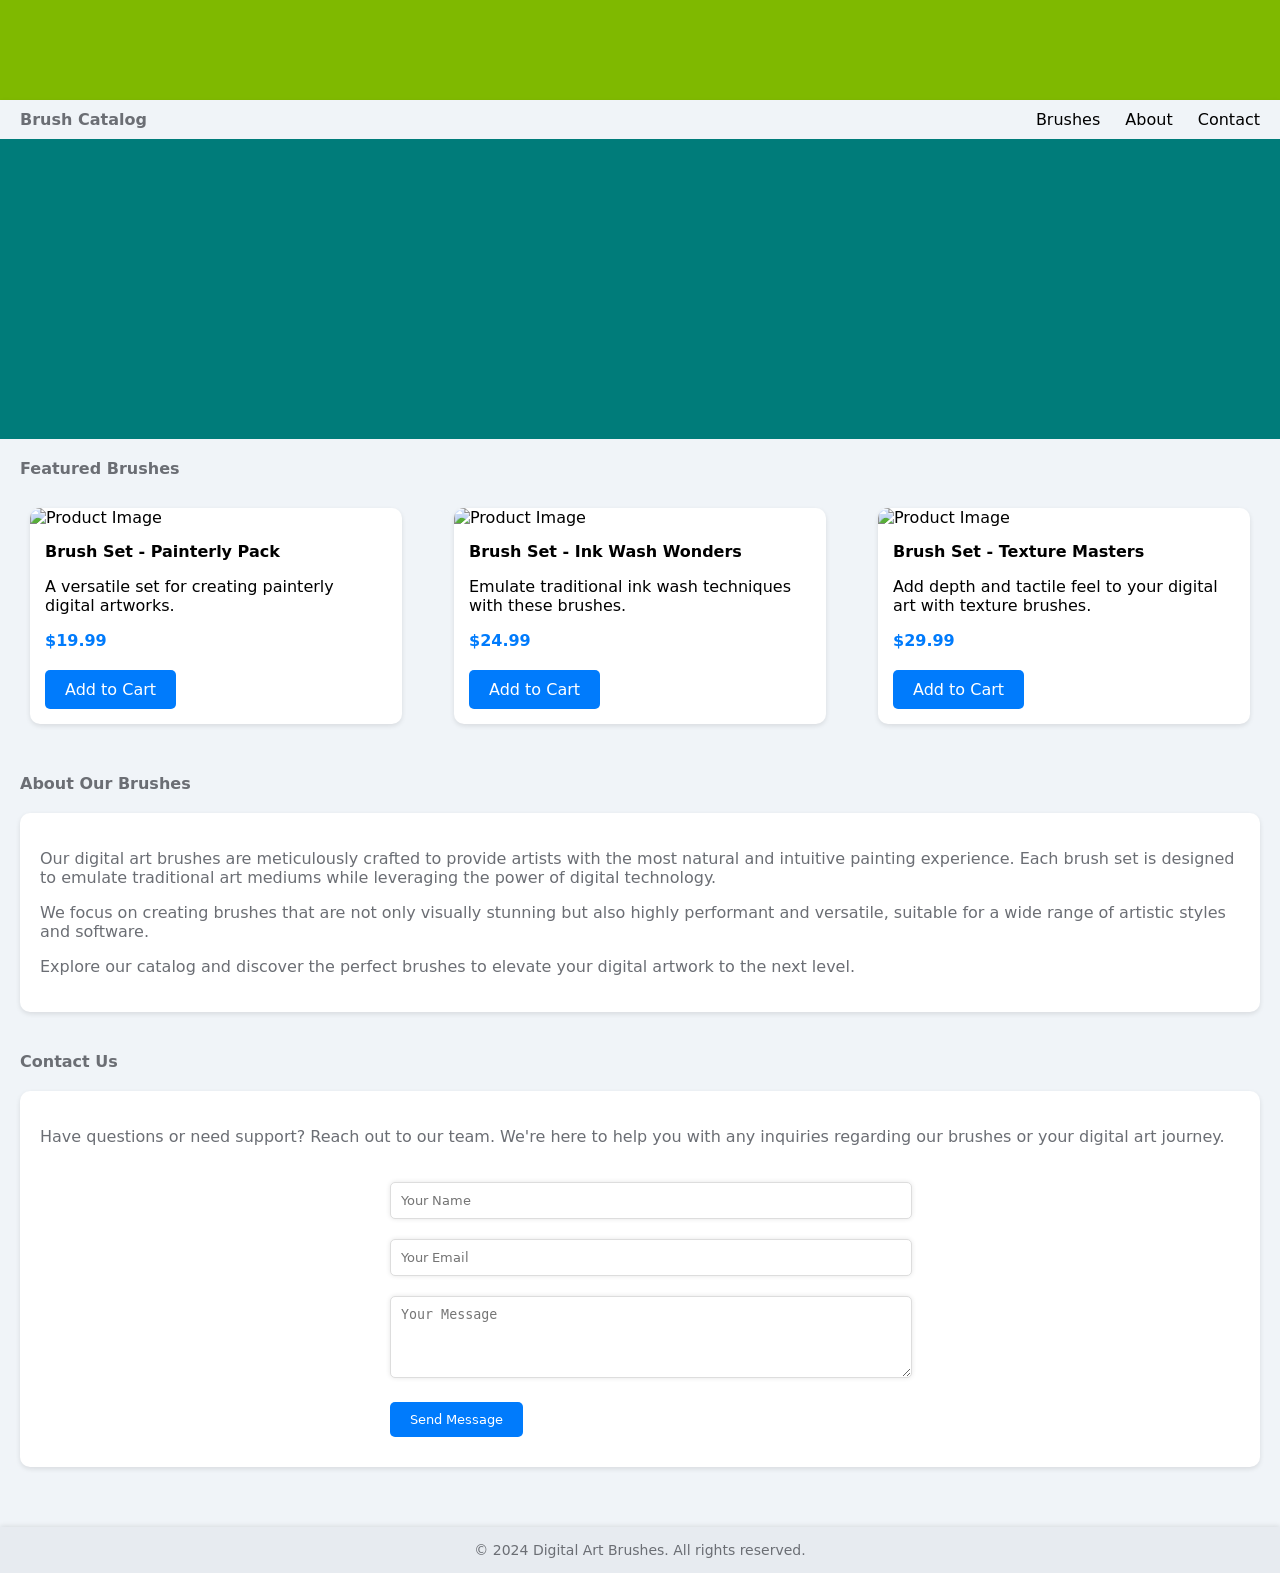 Brush Catalog
Brushes
About
Contact
Featured Brushes
Product Image
Brush Set - Painterly Pack
A versatile set for creating painterly
digital artworks.
$19.99
Add to Cart
Product Image
Brush Set - Ink Wash Wonders
Emulate traditional ink wash techniques
with these brushes.
$24.99
Add to Cart
Product Image
Brush Set - Texture Masters
Add depth and tactile feel to your digital
art with texture brushes.
$29.99
Add to Cart
About Our Brushes
Our digital art brushes are meticulously crafted to provide artists with the most natural and intuitive painting experience. Each brush set is designed
to emulate traditional art mediums while leveraging the power of digital technology.
We focus on creating brushes that are not only visually stunning but also highly performant and versatile, suitable for a wide range of artistic styles
and software.
Explore our catalog and discover the perfect brushes to elevate your digital artwork to the next level.
Contact Us
Have questions or need support? Reach out to our team. We're here to help you with any inquiries regarding our brushes or your digital art journey.
Your Name
Your Email
Your Message
Send Message
© 2024 Digital Art Brushes. All rights reserved.